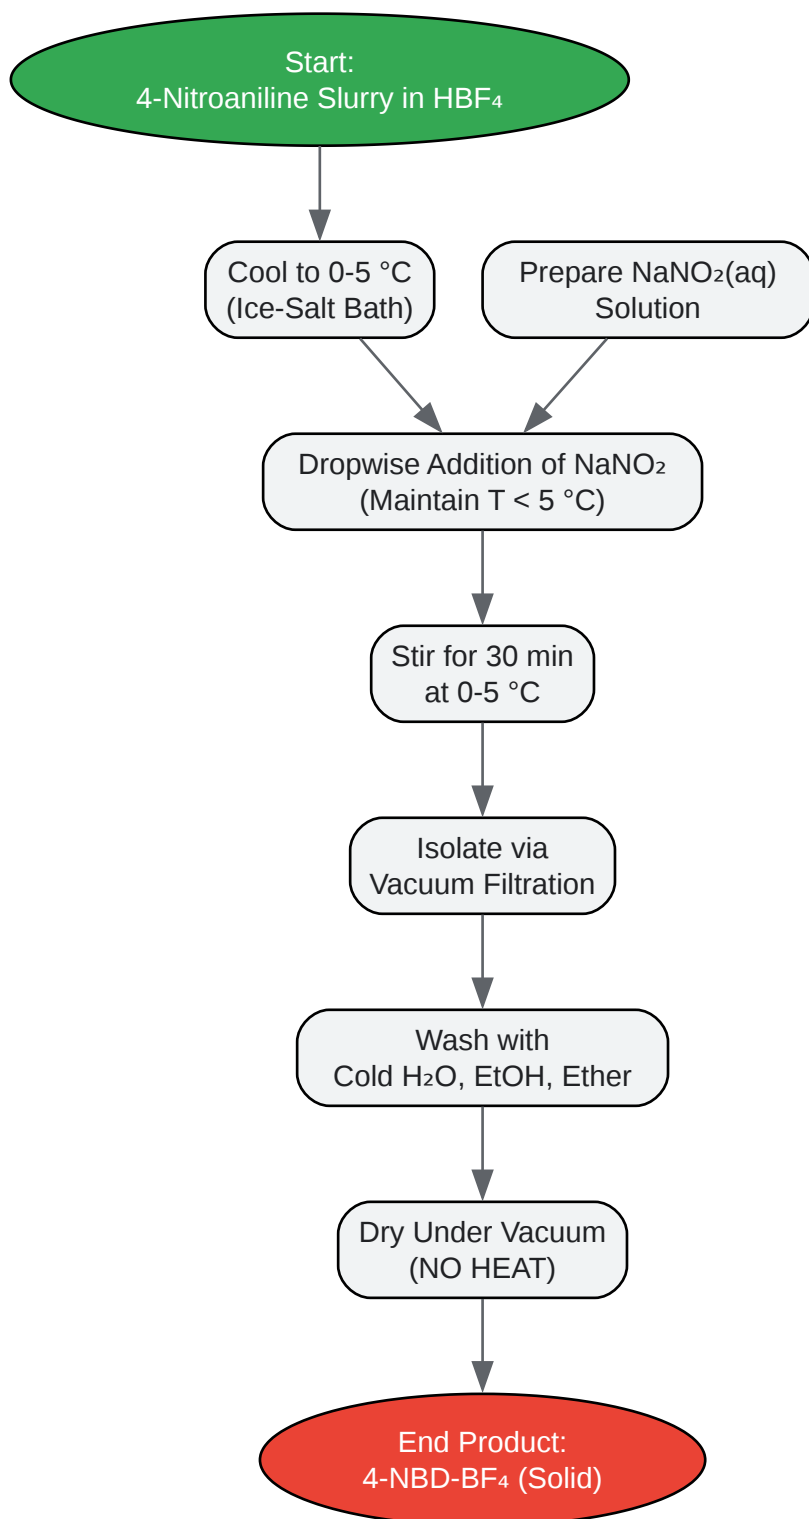 Start:
4-Nitroaniline Slurry in HBF₄
Cool to 0-5 °C
(Ice-Salt Bath)
Prepare NaNO₂(aq)
Solution
Dropwise Addition of NaNO₂
(Maintain T < 5 °C)
Stir for 30 min
at 0-5 °C
Isolate via
Vacuum Filtration
Wash with
Cold H₂O, EtOH, Ether
Dry Under Vacuum
(NO HEAT)
End Product:
4-NBD-BF₄ (Solid)